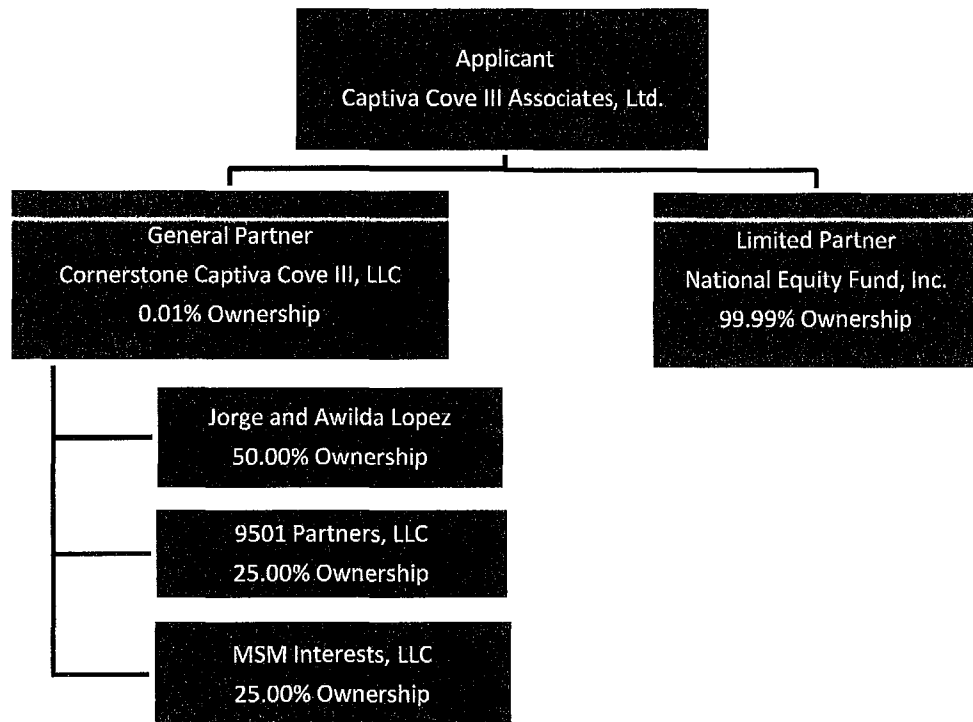 Applicant
Captiva Cove III Associates, Ltd.
General Partner
Cornerstone Captiva Cove III, LLC
0.01% Ownership
Limited Partner
National Equity Fund, Inc.
99.99% Ownership
Jorge and Awilda Lopez
50.00% Ownership
9501 Partners, LLC
25.00% Ownership
MSM Interests, LLC
25.00% Ownership